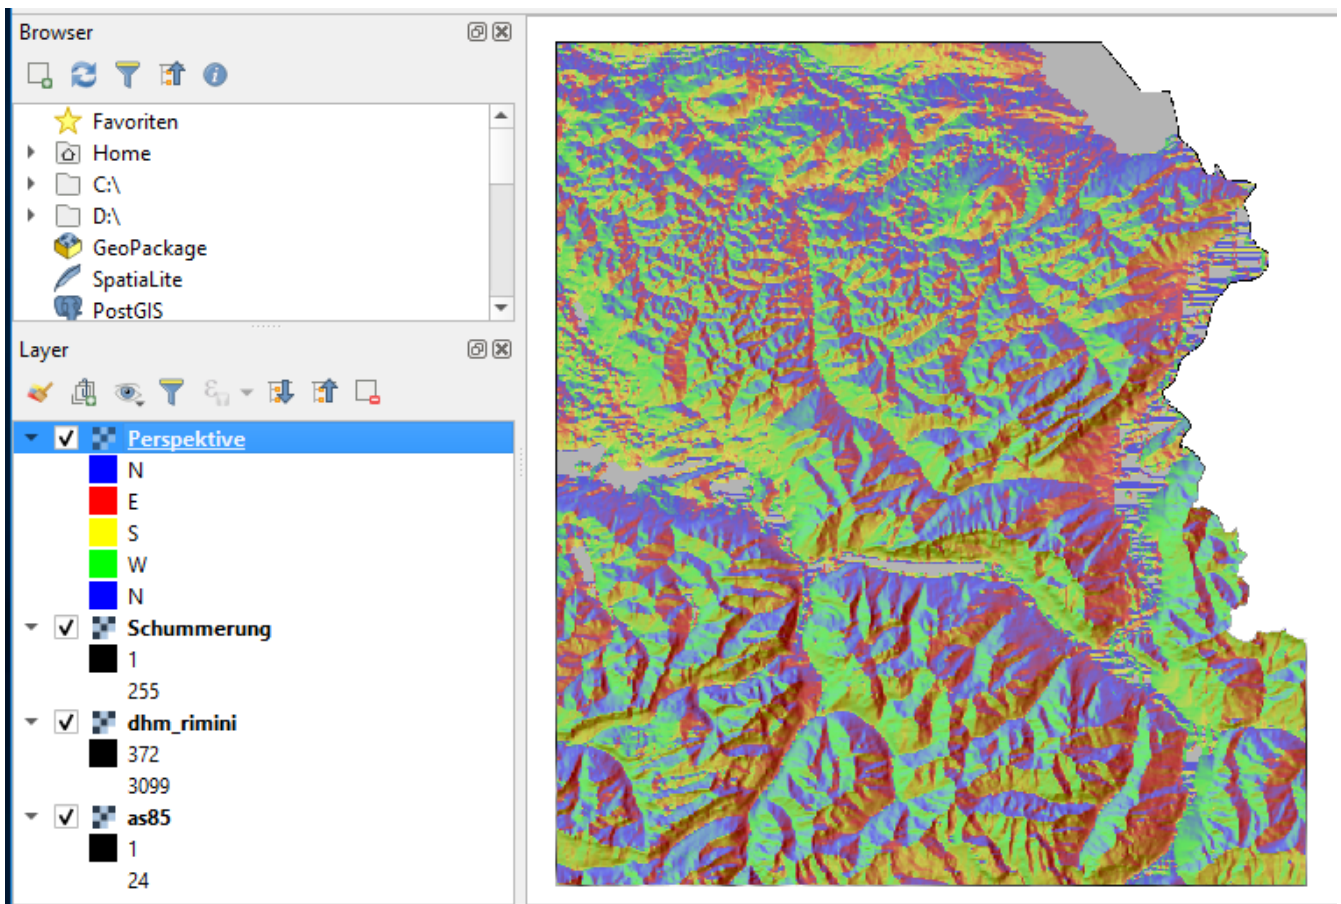 Browser
Favoriten
Home
C:\
D:\
GeoPackage
SpatiaLite
PostGIS
Layer
Perspektive
N
E
S
W
N
Schummerung
1
255
dhm_rimini
372
3099
as85
1
24